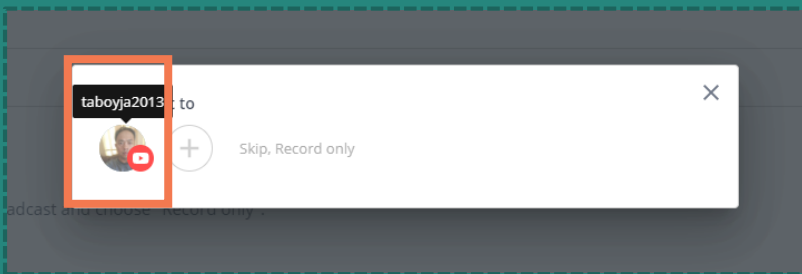 taboyja2013
t to
Skip, Record only
adcast and choose "Record only".